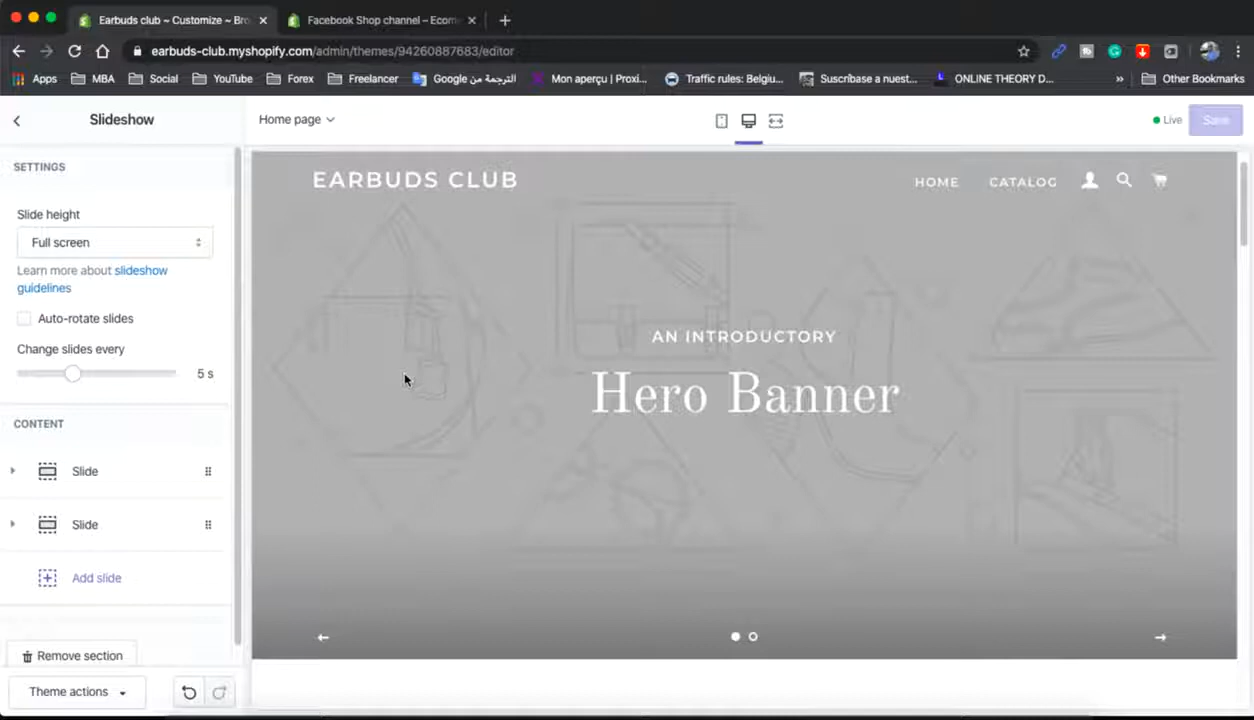 Earbuds club ~ Customize ~ Bro
Facebook Shop channel – Ecom
earbuds-club.myshopify.com/admin/themes/94260887683/editor
Apps MBA Social YouTube Forex Freelancer الترجمة من Google Mon aperçu | Proxi... Traffic rules: Belgiu... Suscríbase a nuest... ONLINE THEORY D... » Other Bookmarks
Slideshow
Home page
Live
Save
SETTINGS
Slide height
Full screen
Learn more about slideshow
guidelines
Auto-rotate slides
Change slides every
5 s
CONTENT
Slide
Slide
Add slide
Remove section
Theme actions
EARBUDS CLUB
HOME CATALOG
AN INTRODUCTORY
Hero Banner